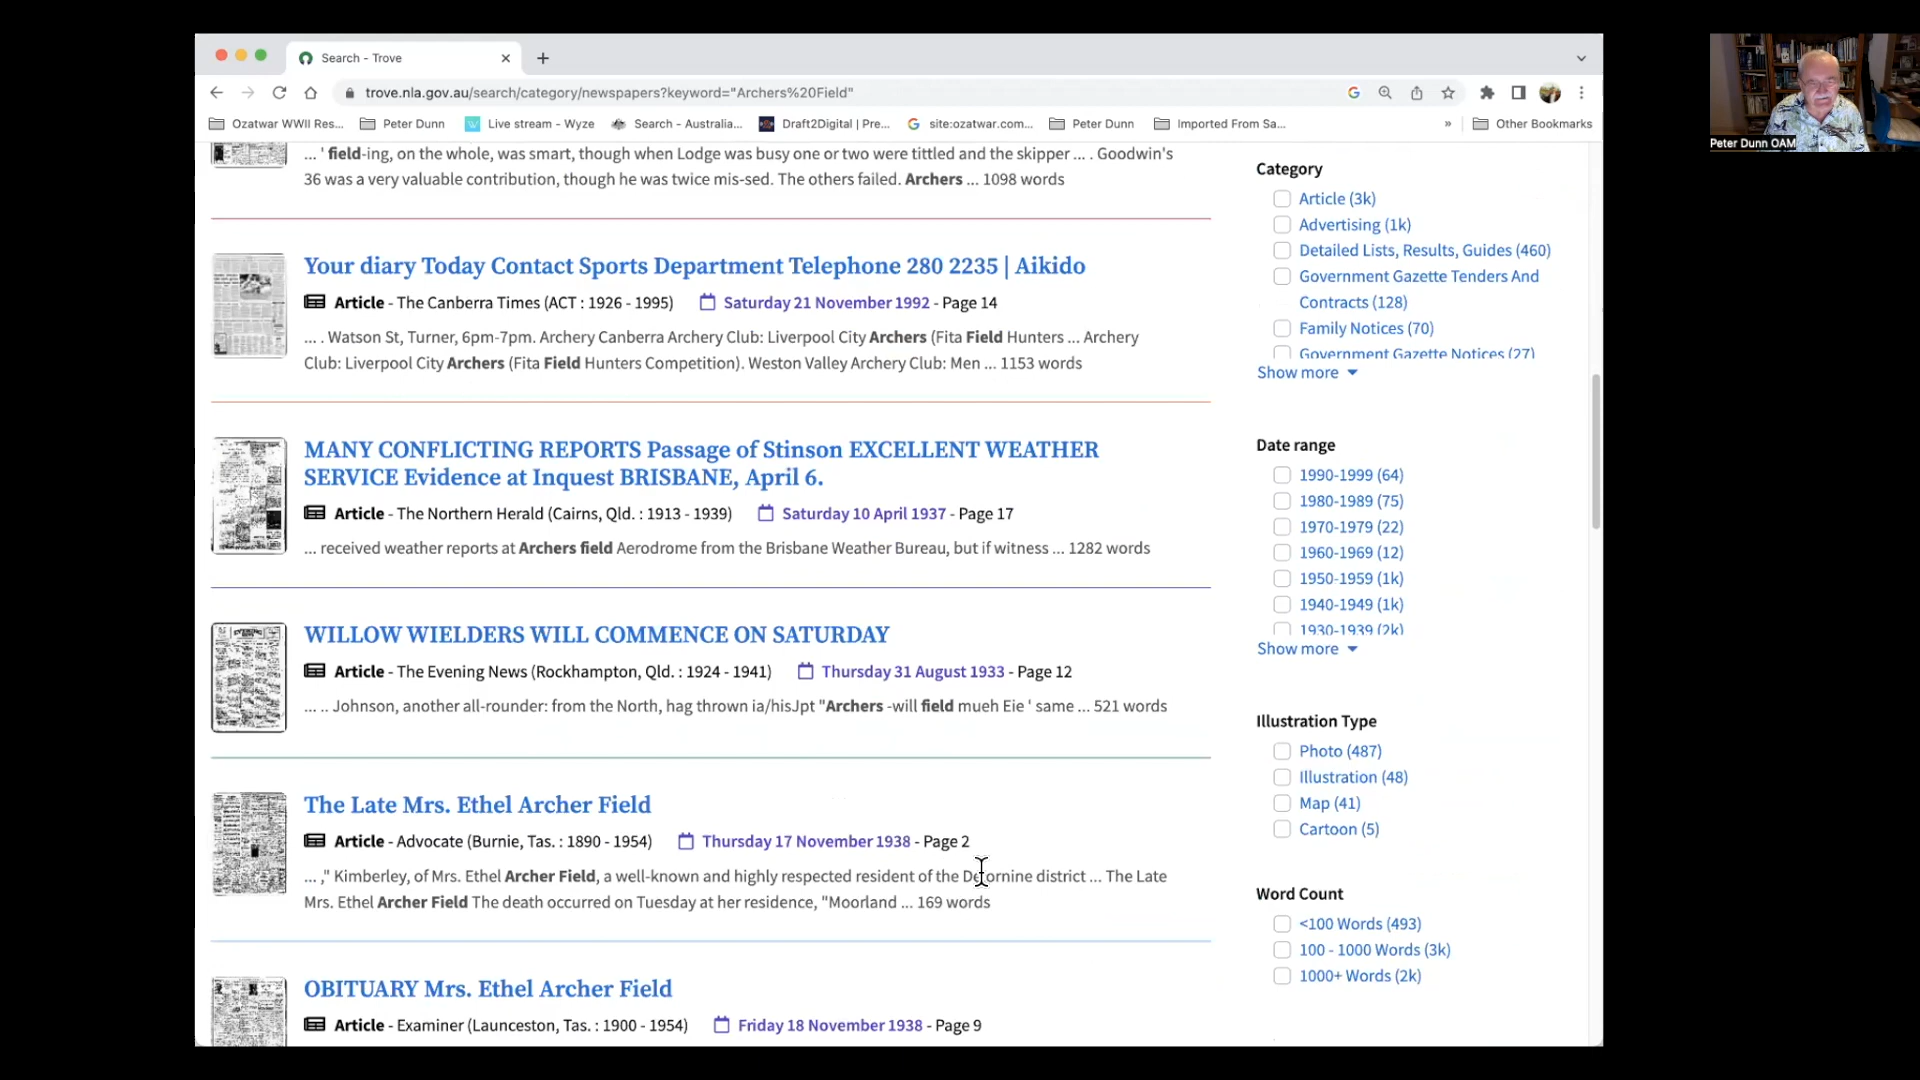 Search - Trove
trove.nla.gov.au/search/category/newspapers?keyword="Archers%20Field"
Ozatwar WWII Res... Peter Dunn Live stream - Wyze Search - Australia... Draft2Digital | Pre... site:ozatwar.com... Peter Dunn Imported From Sa... » Other Bookmarks
Peter Dunn OAM
... ' field-ing, on the whole, was smart, though when Lodge was busy one or two were tittled and the skipper ... . Goodwin's
36 was a very valuable contribution, though he was twice mis-sed. The others failed. Archers ... 1098 words
Your diary Today Contact Sports Department Telephone 280 2235 | Aikido
Article - The Canberra Times (ACT : 1926 - 1995) Saturday 21 November 1992 - Page 14
... . Watson St, Turner, 6pm-7pm. Archery Canberra Archery Club: Liverpool City Archers (Fita Field Hunters ... Archery
Club: Liverpool City Archers (Fita Field Hunters Competition). Weston Valley Archery Club: Men ... 1153 words
MANY CONFLICTING REPORTS Passage of Stinson EXCELLENT WEATHER
SERVICE Evidence at Inquest BRISBANE, April 6.
Article - The Northern Herald (Cairns, Qld. : 1913 - 1939) Saturday 10 April 1937 - Page 17
... received weather reports at Archers field Aerodrome from the Brisbane Weather Bureau, but if witness ... 1282 words
WILLOW WIELDERS WILL COMMENCE ON SATURDAY
Article - The Evening News (Rockhampton, Qld. : 1924 - 1941) Thursday 31 August 1933 - Page 12
... .. Johnson, another all-rounder: from the North, hag thrown ia/hisJpt "Archers -will field mueh Eie ' same ... 521 words
The Late Mrs. Ethel Archer Field
Article - Advocate (Burnie, Tas. : 1890 - 1954) Thursday 17 November 1938 - Page 2
... ," Kimberley, of Mrs. Ethel Archer Field, a well-known and highly respected resident of the district ... The Late
Mrs. Ethel Archer Field The death occurred on Tuesday at her residence, "Moorland ... 169 words
OBITUARY Mrs. Ethel Archer Field
Article - Examiner (Launceston, Tas. : 1900 - 1954) Friday 18 November 1938 - Page 9
Category
Article (3k)
Advertising (1k)
Detailed Lists, Results, Guides (460)
Government Gazette Tenders And
Contracts (128)
Family Notices (70)
Government Gazette Notices (27)
Show more
Date range
1990-1999 (64)
1980-1989 (75)
1970-1979 (22)
1960-1969 (12)
1950-1959 (1k)
1940-1949 (1k)
1930-1939 (2k)
Show more
Illustration Type
Photo (487)
Illustration (48)
Map (41)
Cartoon (5)
Word Count
<100 Words (493)
100 - 1000 Words (3k)
1000+ Words (2k)